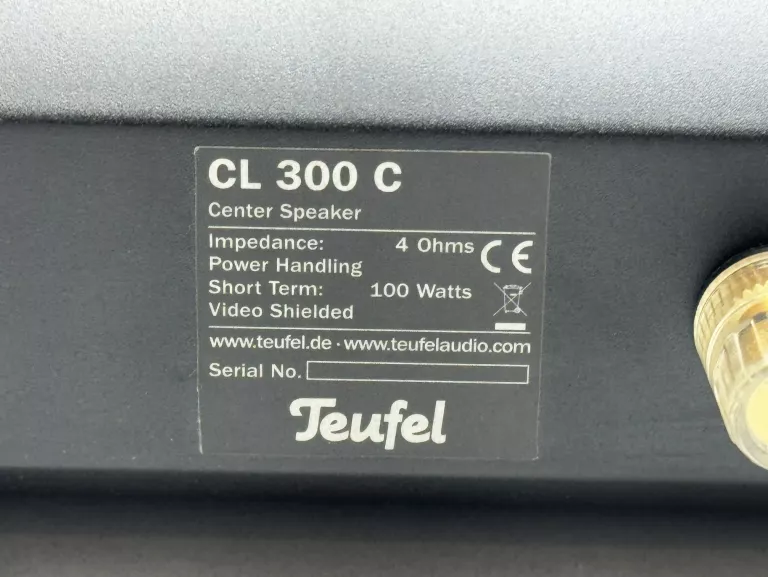 CL 300 C
Center Speaker
Impedance: 4 Ohms CE
Power Handling
Short Term: 100 Watts
Video Shielded
www.teufel.de · www.teufelaudio.com
Serial No.
Teufel